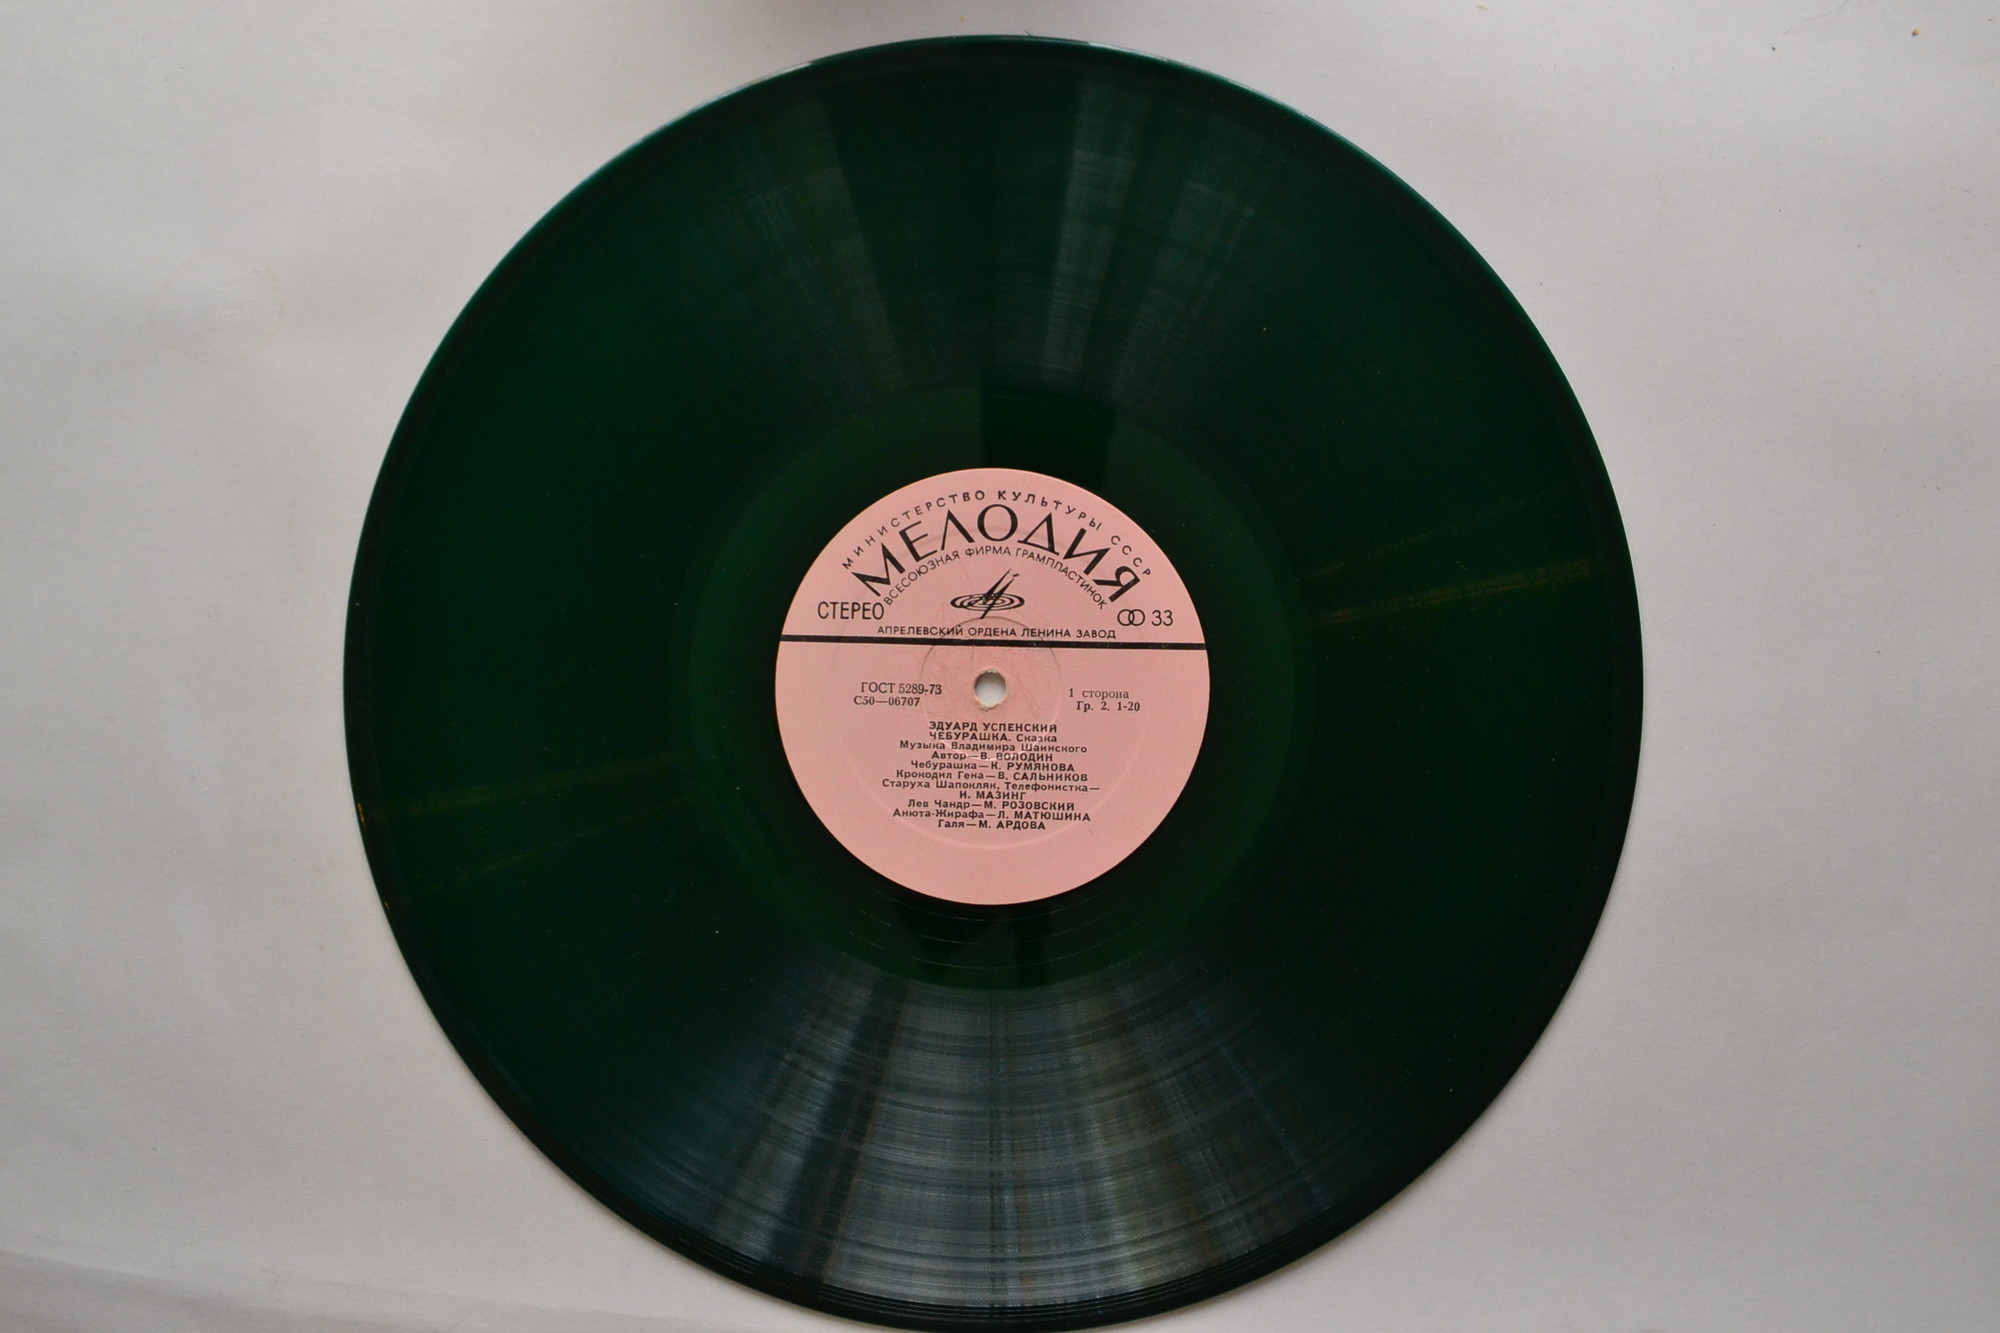 МИНИСТЕРСТВО КУЛЬТУРЫ СССР
МЕЛОДИЯ
ВСЕСОЮЗНАЯ ФИРМА ГРАМПЛАСТИНОК
СТЕРЕО
33
АПРЕЛЕВСКИЙ ОРДЕНА ЛЕНИНА ЗАВОД
ГОСТ 5289-73
С50—06707
1 сторона
Гр. 2, 1-20
ЭДУАРД УСПЕНСКИЙ
ЧЕБУРАШКА. Сказка
Музыка Владимира Шаинского
Автор—В. ВОЛОДИН
Чебурашка—К. РУМЯНОВА
Крокодил Гена—В. САЛЬНИКОВ
Старуха Шапокляк, Телефонистка—
И. МАЗИНГ
Лев Чандр—М. РОЗОВСКИЙ
Анюта-Жирафа—Л. МАТЮШИНА
Галя—М. АРДОВА